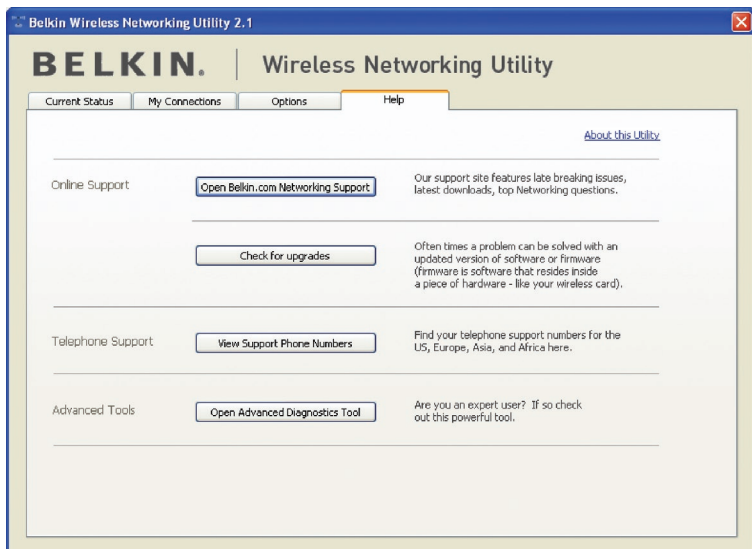 Belkin Wireless Networking Utility 2.1
BELKIN. | Wireless Networking Utility
Current Status My Connections Options Help
About this Utility
Online Support
Open Belkin.com Networking Support
Our support site features late breaking issues,
latest downloads, top Networking questions.
Check for upgrades
Often times a problem can be solved with an
updated version of software or firmware
(firmware is software that resides inside
a piece of hardware - like your wireless card).
Telephone Support
View Support Phone Numbers
Find your telephone support numbers for the
US, Europe, Asia, and Africa here.
Advanced Tools
Open Advanced Diagnostics Tool
Are you an expert user? If so check
out this powerful tool.